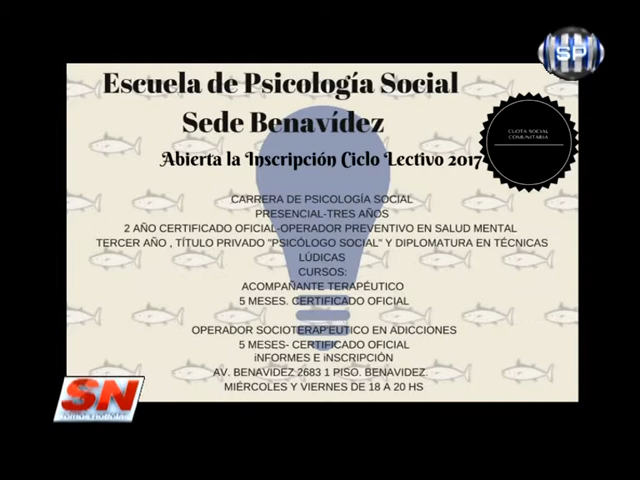 SP
Escuela de Psicología Social
Sede Benavídez
Abierta la Inscripción Ciclo Lectivo 2017
CUOTA SOCIAL
COMUNITARIA
CARRERA DE PSICOLOGÍA SOCIAL
PRESENCIAL-TRES AÑOS
2 AÑO CERTIFICADO OFICIAL-OPERADOR PREVENTIVO EN SALUD MENTAL
TERCER AÑO , TÍTULO PRIVADO "PSICÓLOGO SOCIAL" Y DIPLOMATURA EN TÉCNICAS
LÚDICAS
CURSOS:
ACOMPAÑANTE TERAPÉUTICO
5 MESES. CERTIFICADO OFICIAL
OPERADOR SOCIOTERAP'EUTICO EN ADICCIONES
5 MESES- CERTIFICADO OFICIAL
iNFORMES E iNSCRIPCIÓN
AV. BENAVIDEZ 2683 1 PISO. BENAVIDEZ.
MIÉRCOLES Y VIERNES DE 18 A 20 HS
SN